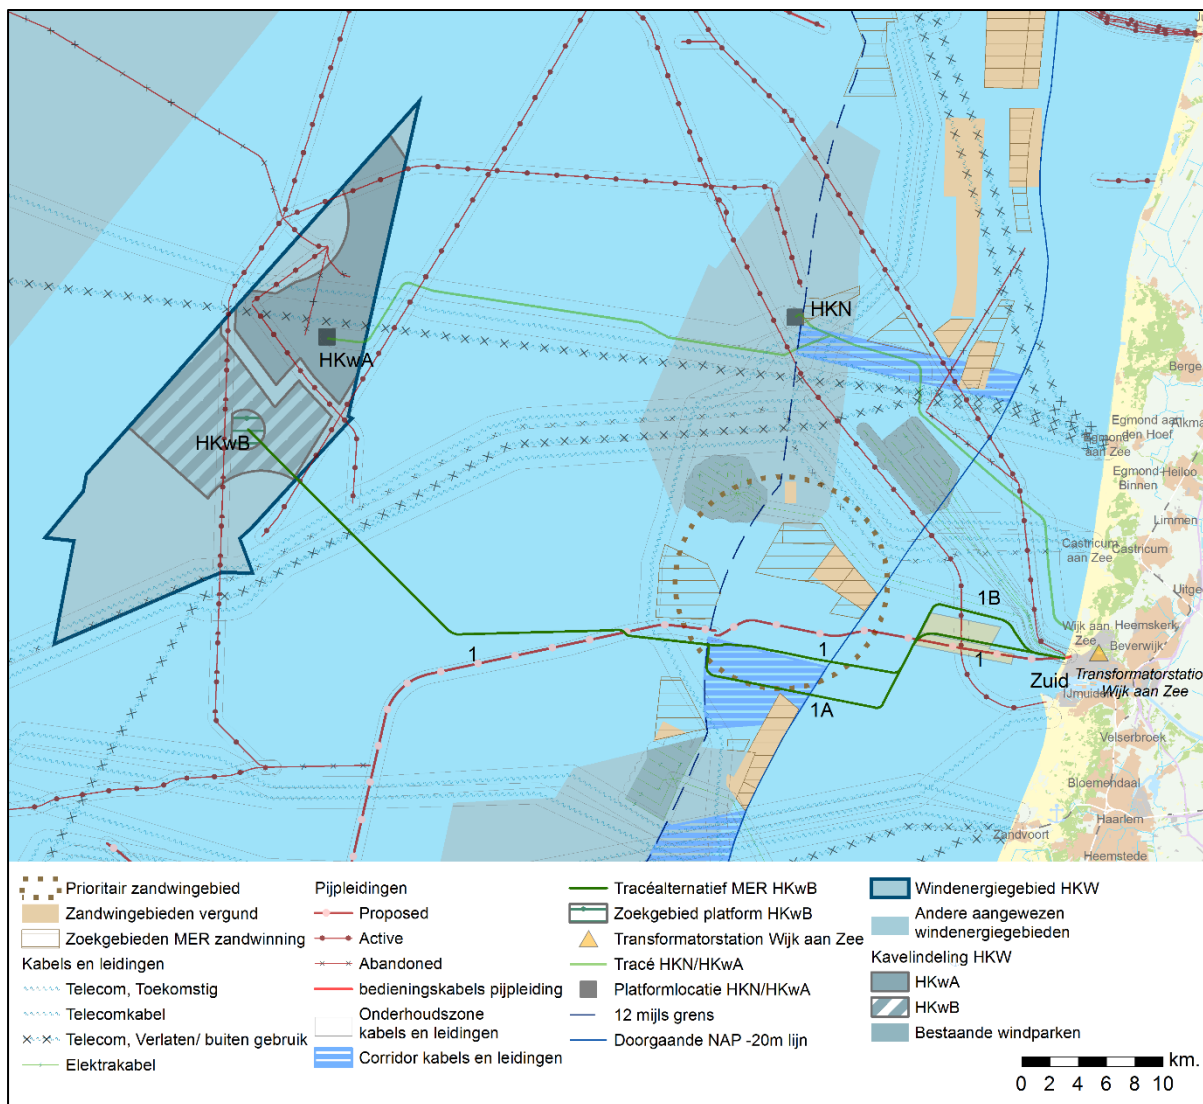 HKN
HKwA
Berge
HKwB
Egmond aan
den Hoef
Alkma
Egmond
aan Zee
Egmond-
Binnen
Heiloo
Limmen
Castricum
aan Zee
Castricum
Uitgee
1B
Wijk aan
Zee
Heemskerk
Beverwijk
1
1
1
Zuid
Transformatorstation
Wijk aan Zee
IJmuiden
1A
Velserbroek
Bloemendaal
Haarlem
Zandvoort
Heemstede
Prioritair zandwingebied
Zandwingebieden vergund
Zoekgebieden MER zandwinning
Kabels en leidingen
Telecom, Toekomstig
Telecomkabel
Telecom, Verlaten/ buiten gebruik
Elektrakabel
Pijpleidingen
Proposed
Active
Abandoned
bedieningskabels pijpleiding
Onderhoudszone
kabels en leidingen
Corridor kabels en leidingen
Tracéalternatief MER HKwB
Zoekgebied platform HKwB
Transformatorstation Wijk aan Zee
Tracé HKN/HKwA
Platformlocatie HKN/HKwA
12 mijls grens
Doorgaande NAP -20m lijn
Windenergiegebied HKW
Andere aangewezen
windenergiegebieden
Kavelindeling HKW
HKwA
HKwB
Bestaande windparken
km.
0 2 4 6 8 10